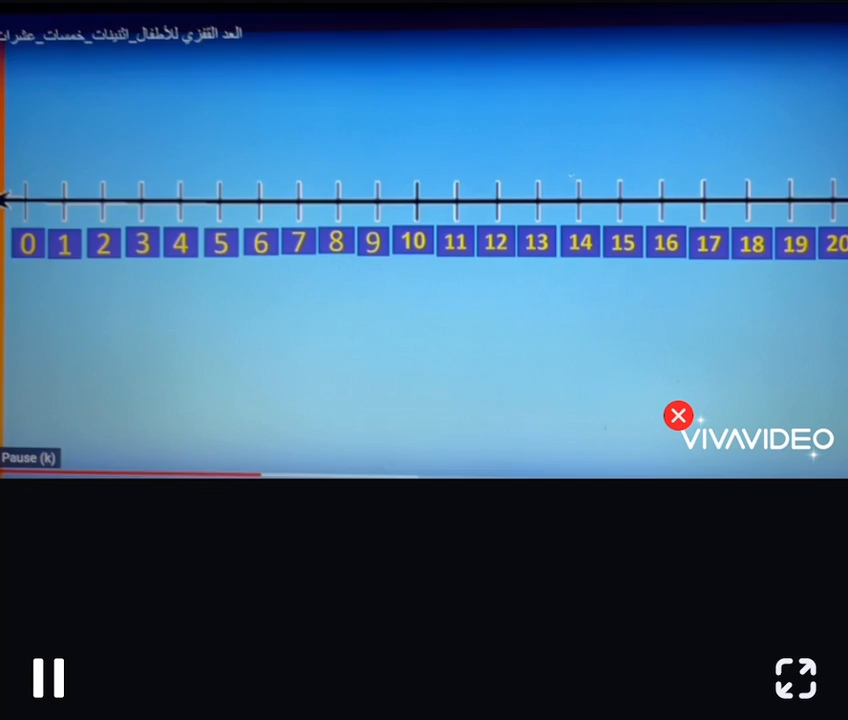 العد القفزي للأطفال_اثنينات_خمسات_عشرات
0 1 2 3 4 5 6 7 8 9 10 11 12 13 14 15 16 17 18 19 20
VIVAVIDEO
Pause (k)